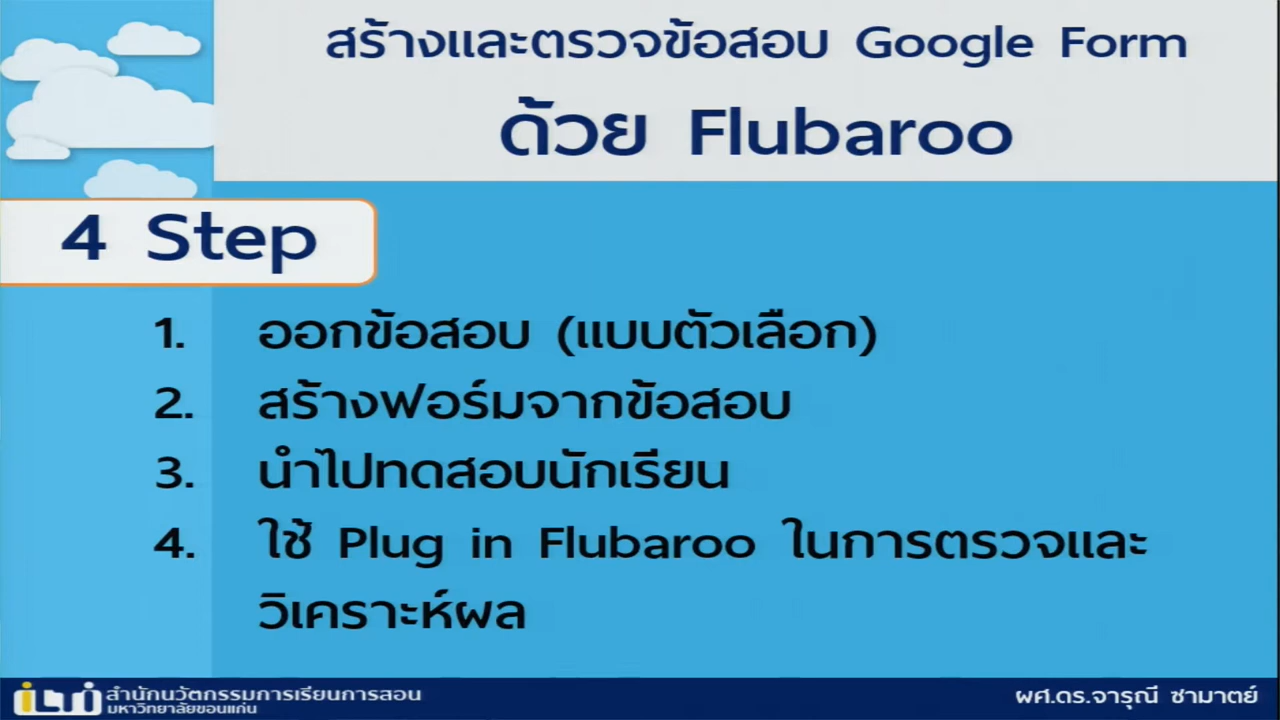 สร้างและตรวจข้อสอบ Google Form
ด้วย Flubaroo
4 Step
1. ออกข้อสอบ (แบบตัวเลือก)
2. สร้างฟอร์มจากข้อสอบ
3. นำไปทดสอบนักเรียน
4. ใช้ Plug in Flubaroo ในการตรวจและ
วิเคราะห์ผล
สำนักนวัตกรรมการเรียนการสอน
มหาวิทยาลัยขอนแก่น
ผศ.ดร.จารุณี ซามาตย์